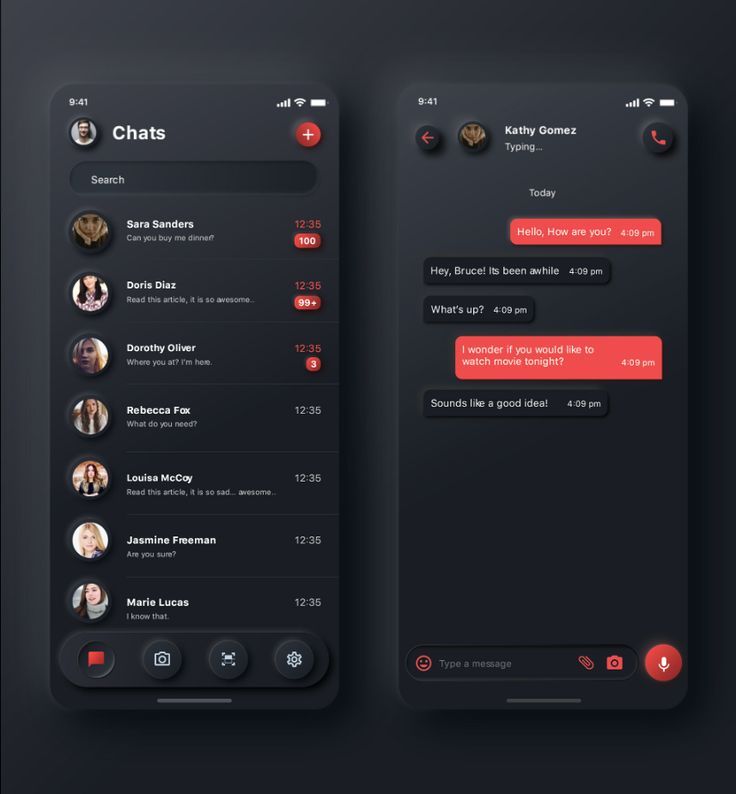 9:41
Chats
Search
Sara Sanders 12:35
Can you buy me dinner? 100
Doris Diaz 12:35
Read this article, it is so awesome.. 99+
Dorothy Oliver 12:35
Where you at? I'm here. 3
Rebecca Fox 12:35
What do you need?
Louisa McCoy 12:35
Read this article, it is so sad... awesome..
Jasmine Freeman 12:35
Are you sure?
Marie Lucas 12:35
I know that.
9:41
Kathy Gomez
Typing...
Today
Hello, How are you? 4:09 pm
Hey, Bruce! Its been awhile 4:09 pm
What's up? 4:09 pm
I wonder if you would like to
watch movie tonight? 4:09 pm
Sounds like a good idea! 4:09 pm
Type a message